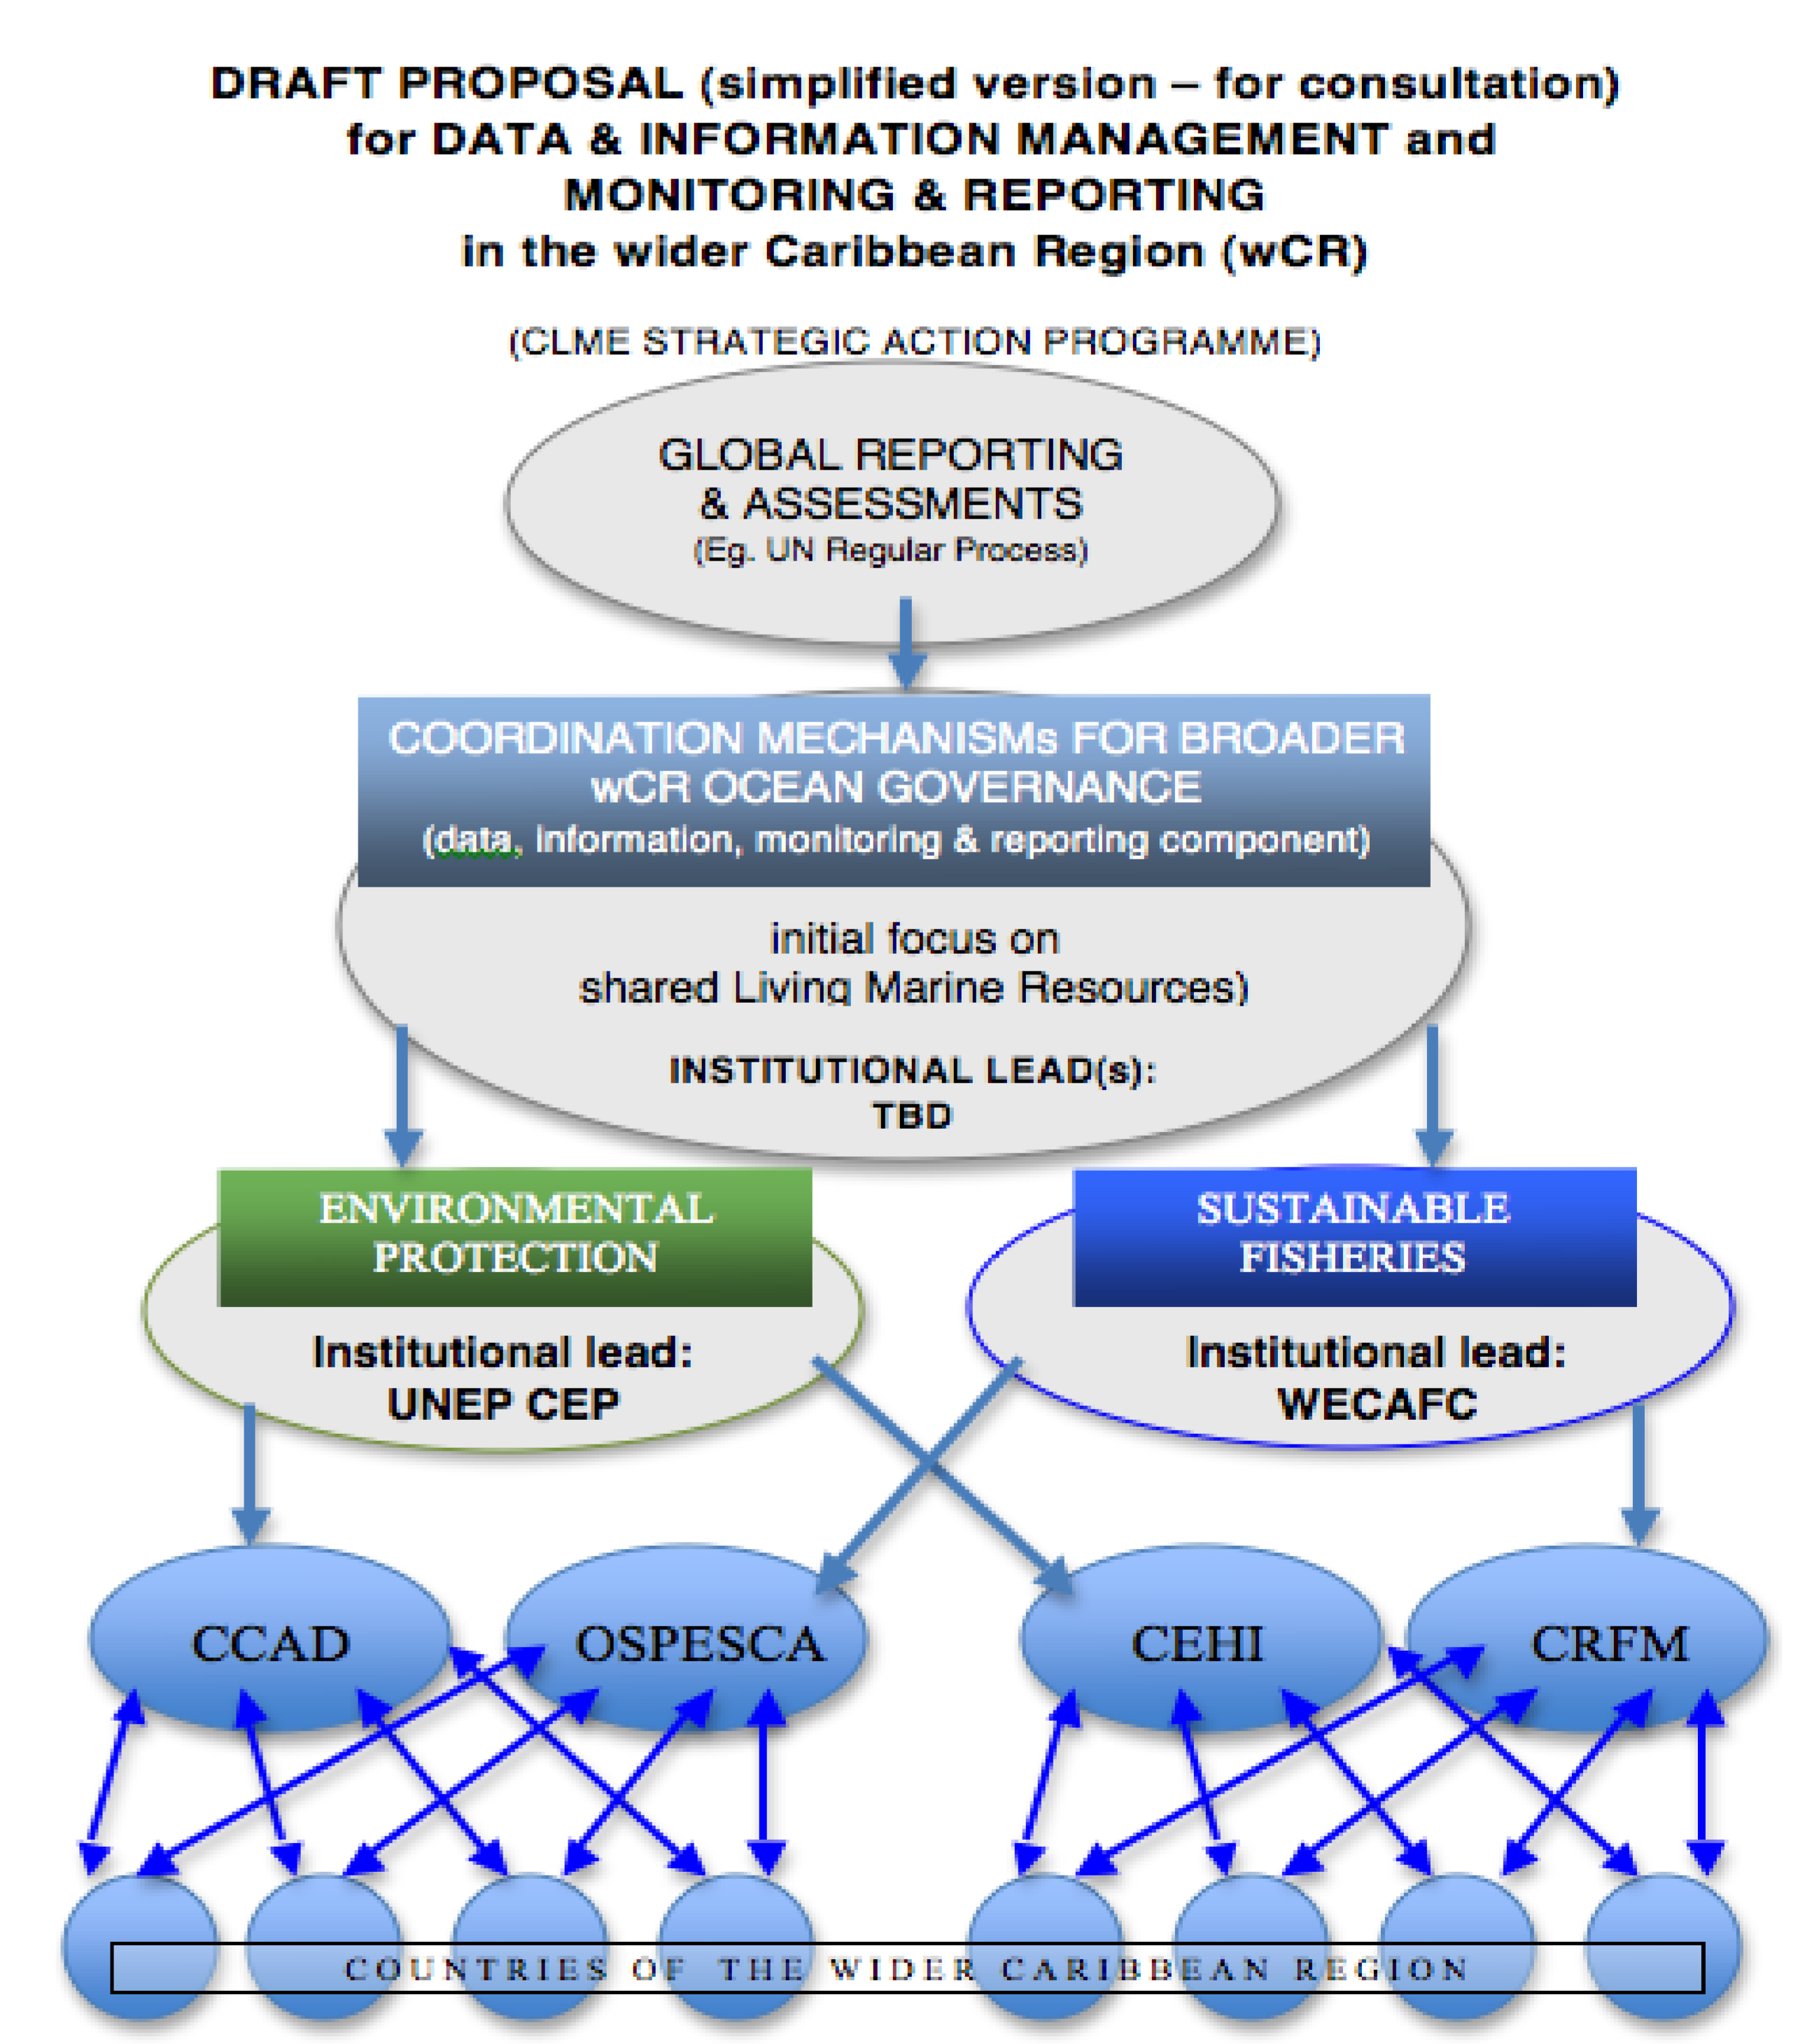 DRAFT PROPOSAL (simplified version – for consultation)
for DATA & INFORMATION MANAGEMENT and
MONITORING & REPORTING
in the wider Caribbean Region (wCR)
(CLME STRATEGIC ACTION PROGRAMME)
GLOBAL REPORTING
& ASSESSMENTS
(Eg. UN Regular Process)
COORDINATION MECHANISMs FOR BROADER
wCR OCEAN GOVERNANCE
(data, information, monitoring & reporting component)
initial focus on
shared Living Marine Resources)
INSTITUTIONAL LEAD(s):
TBD
ENVIRONMENTAL
PROTECTION
Institutional lead:
UNEP CEP
SUSTAINABLE
FISHERIES
Institutional lead:
WECAFC
CCAD
OSPESCA
CEHI
CRFM
COUNTRIES OF THE WIDER CARIBBEAN REGION